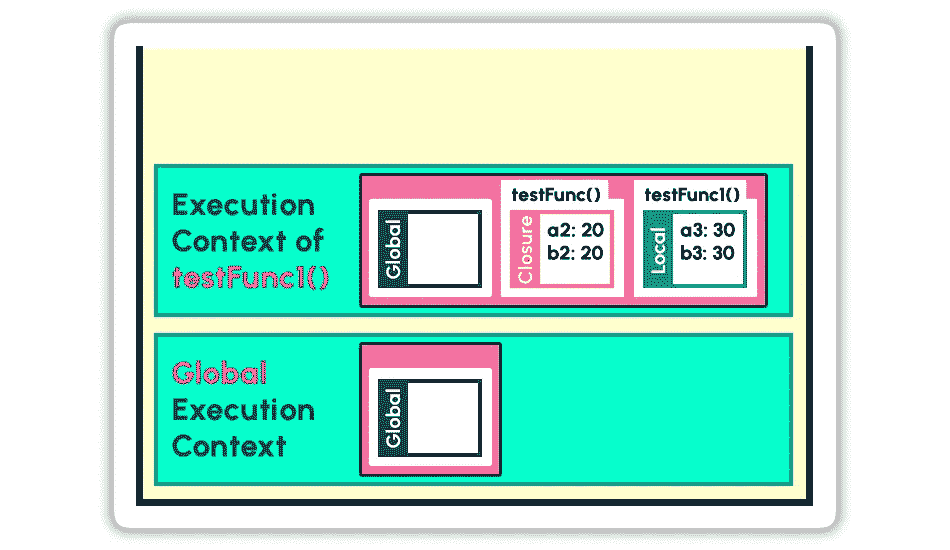 Execution
Context of
testFunc1()
Global
testFunc()
Closure
a2: 20
b2: 20
testFunc1()
Local
a3: 30
b3: 30
Global
Execution
Context
Global